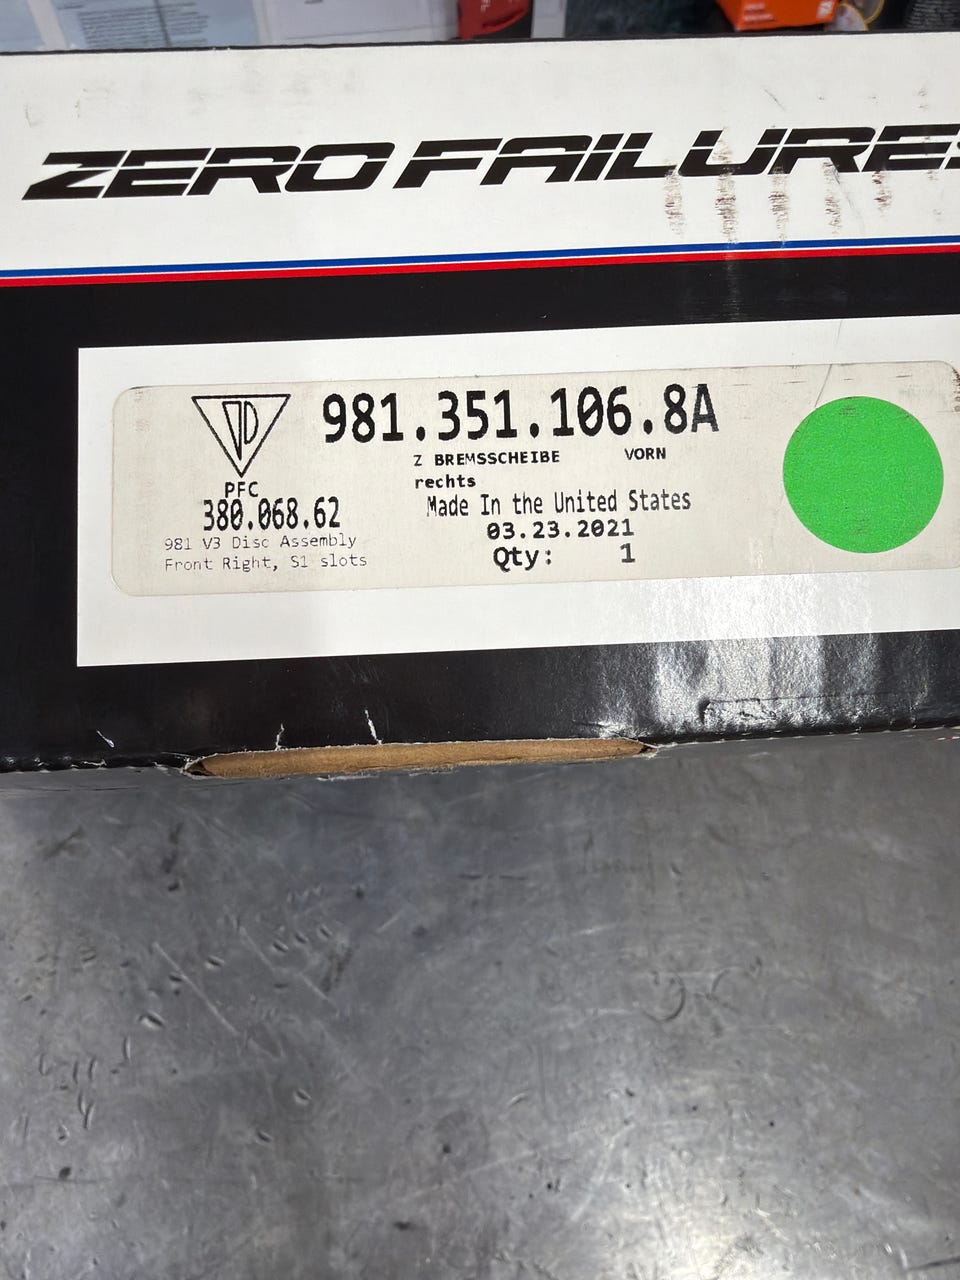 ZERO FAILURES
981.351.106.8A
Z BREMSSCHEIBE VORN
rechts
PFC
380.068.62
Made In the United States
03.23.2021
981 V3 Disc Assembly
Front Right, S1 slots
Qty: 1